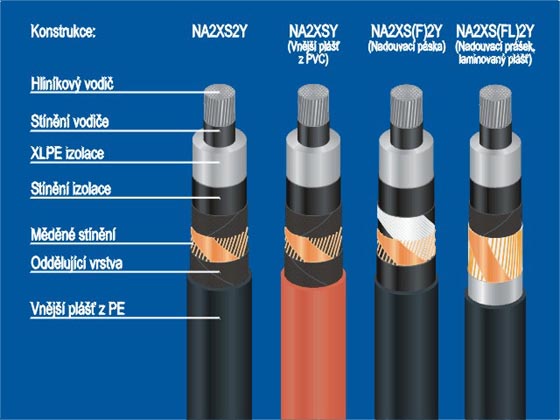 Konstrukce:
NA2XS2Y
NA2XSY
(Vnější plášť
z PVC)
NA2XS(F)2Y
(Nadouvací páska)
NA2XS(FL)2Y
(Nadouvací prášek,
laminovaný plášť)
Hliníkový vodič
Stínění vodiče
XLPE izolace
Stínění izolace
Měděné stínění
Oddělující vrstva
Vnější plášť z PE